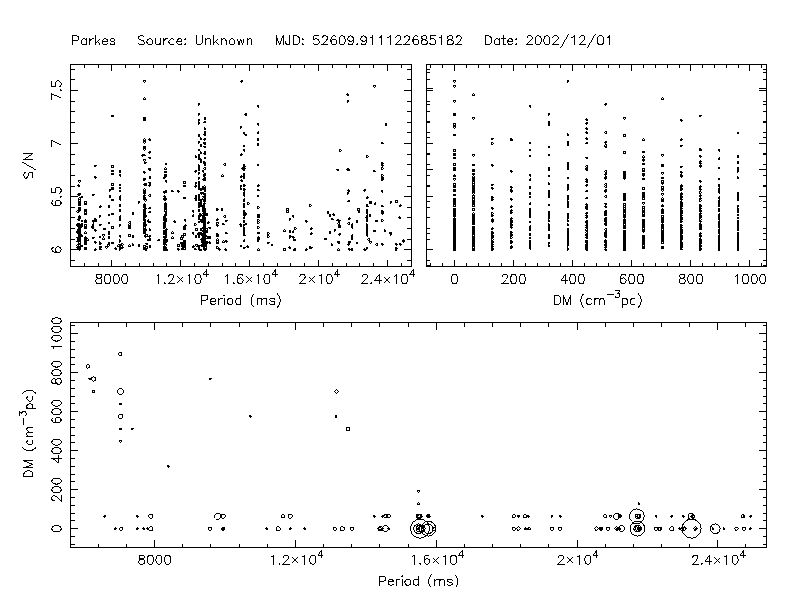 Parkes Source: Unknown MJD: 52609.911122685182 Date: 2002/12/01
7.5
7
6.5
6
S/N
8000 1.2×10⁴ 1.6×10⁴ 2×10⁴ 2.4×10⁴
Period (ms)
0 200 400 600 800 1000
DM (cm⁻³pc)
1000
800
600
400
200
0
DM (cm⁻³pc)
8000 1.2×10⁴ 1.6×10⁴ 2×10⁴ 2.4×10⁴
Period (ms)